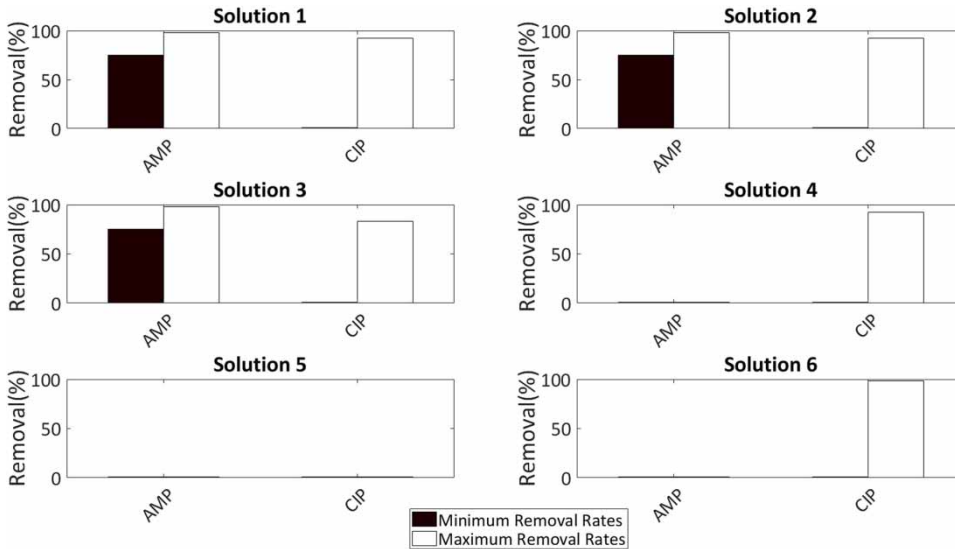 Solution 1
Removal(%)
100
50
0
AMP
CIP
Solution 2
Removal(%)
100
50
0
AMP
CIP
Solution 3
Removal(%)
100
50
0
AMP
CIP
Solution 4
Removal(%)
100
50
0
AMP
CIP
Solution 5
Removal(%)
100
50
0
AMP
CIP
Solution 6
Removal(%)
100
50
0
AMP
CIP
Minimum Removal Rates
Maximum Removal Rates